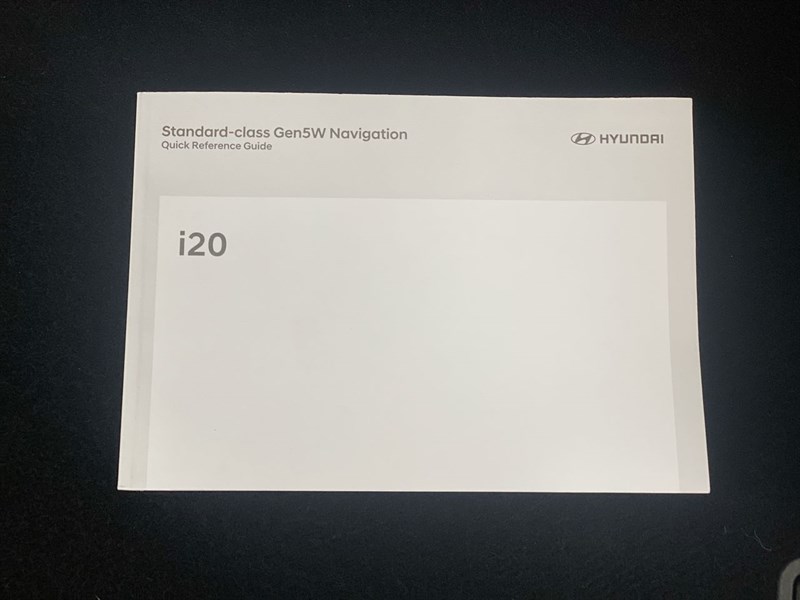 Standard-class Gen5W Navigation
Quick Reference Guide
HYUNDAI
i20